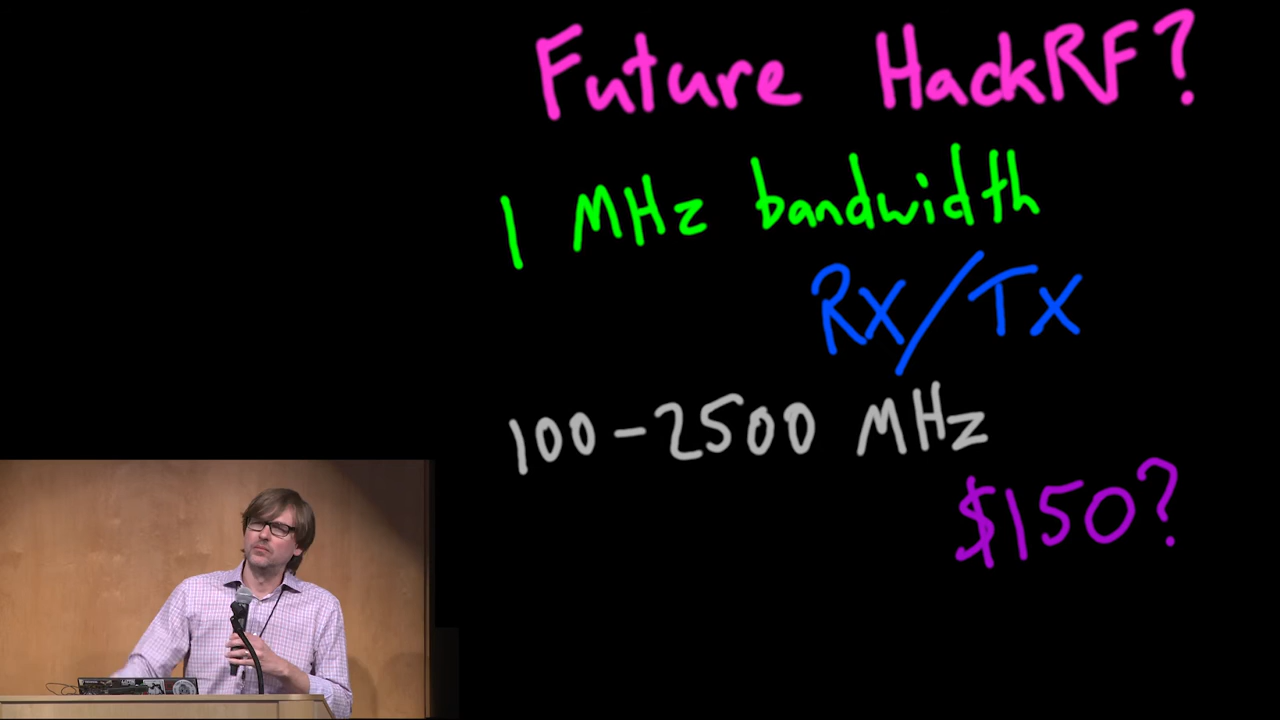 Future HackRF?
1 MHz bandwidth
Rx/Tx
100-2500 MHz
$150?